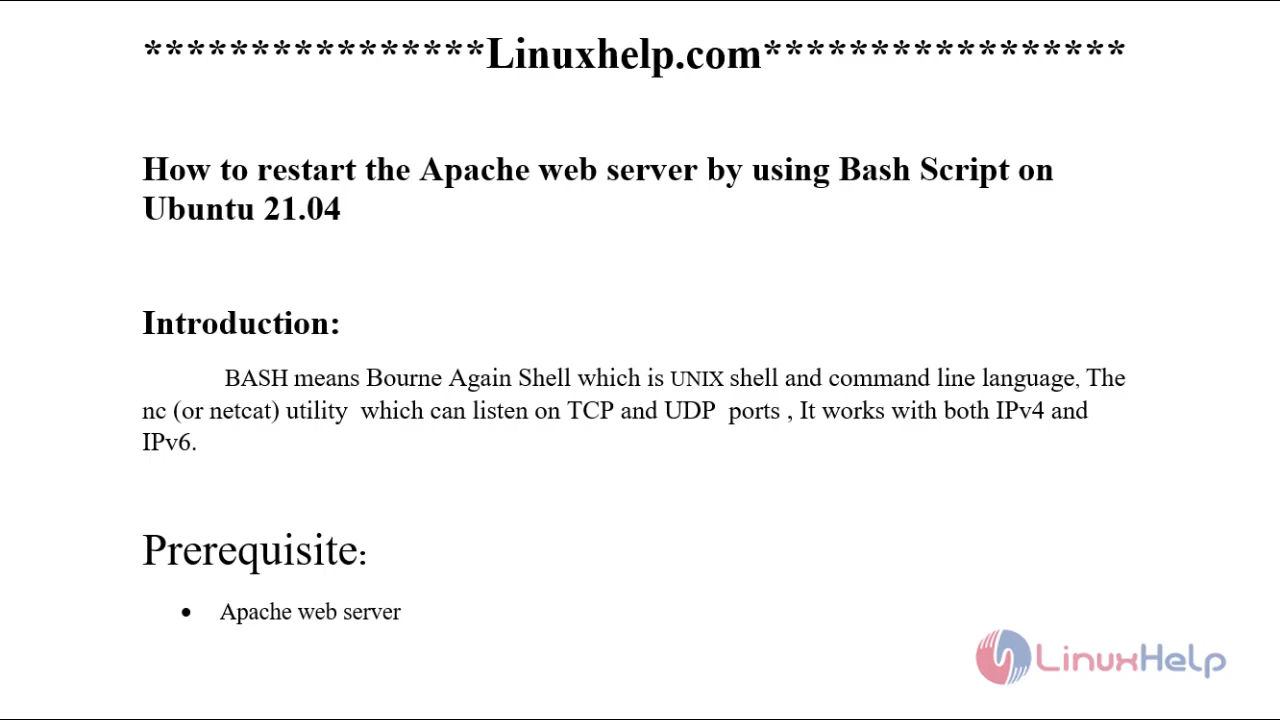 ****************Linuxhelp.com*****************
How to restart the Apache web server by using Bash Script on
Ubuntu 21.04
Introduction:
BASH means Bourne Again Shell which is UNIX shell and command line language, The
nc (or netcat) utility  which can listen on TCP and UDP  ports , It works with both IPv4 and
IPv6.
Prerequisite:
• Apache web server
LinuxHelp